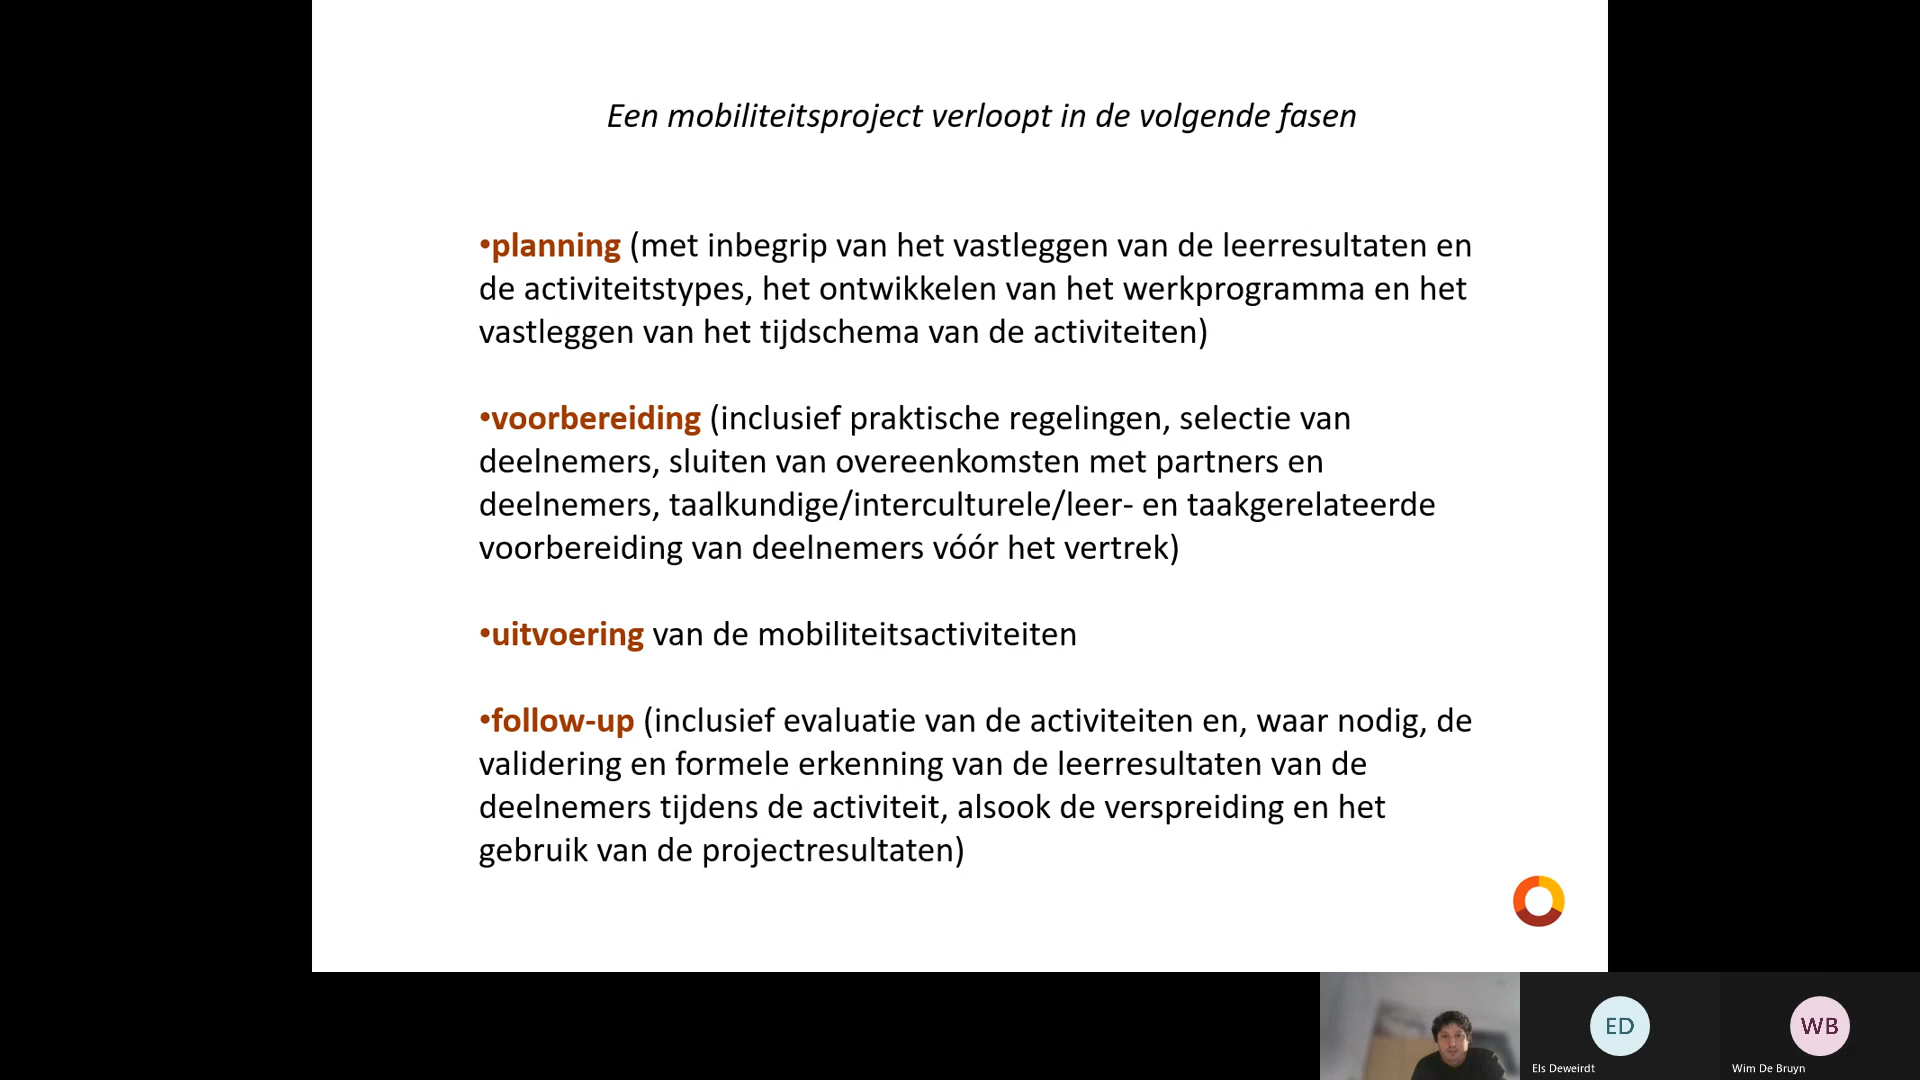 Een mobiliteitsproject verloopt in de volgende fasen
•planning (met inbegrip van het vastleggen van de leerresultaten en
de activiteitstypes, het ontwikkelen van het werkprogramma en het
vastleggen van het tijdschema van de activiteiten)
•voorbereiding (inclusief praktische regelingen, selectie van
deelnemers, sluiten van overeenkomsten met partners en
deelnemers, taalkundige/interculturele/leer- en taakgerelateerde
voorbereiding van deelnemers vóór het vertrek)
•uitvoering van de mobiliteitsactiviteiten
•follow-up (inclusief evaluatie van de activiteiten en, waar nodig, de
validering en formele erkenning van de leerresultaten van de
deelnemers tijdens de activiteit, alsook de verspreiding en het
gebruik van de projectresultaten)
ED
WB
Els Deweirdt
Wim De Bruyn